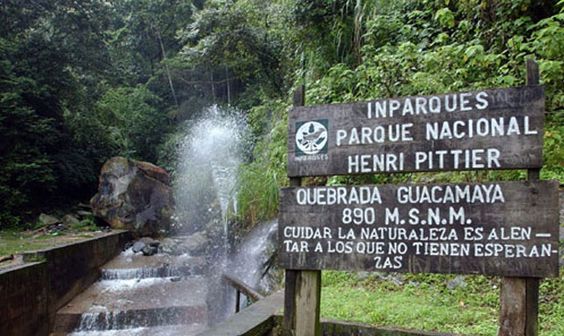 INPARQUES
PARQUE NACIONAL
HENRI PITTIER
INPARQUES
QUEBRADA GUACAMAYA
890 M.S.N.M.
CUIDAR LA NATURALEZA ES ALEN –
TAR A LOS QUE NO TIENEN ESPERAN-
ZAS